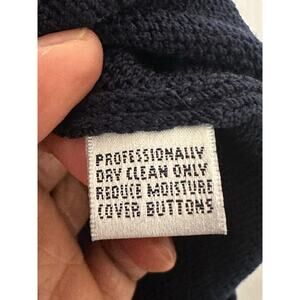 PROFESSIONALLY
DRY CLEAN ONLY
REDUCE MOISTURE
COVER BUTTONS